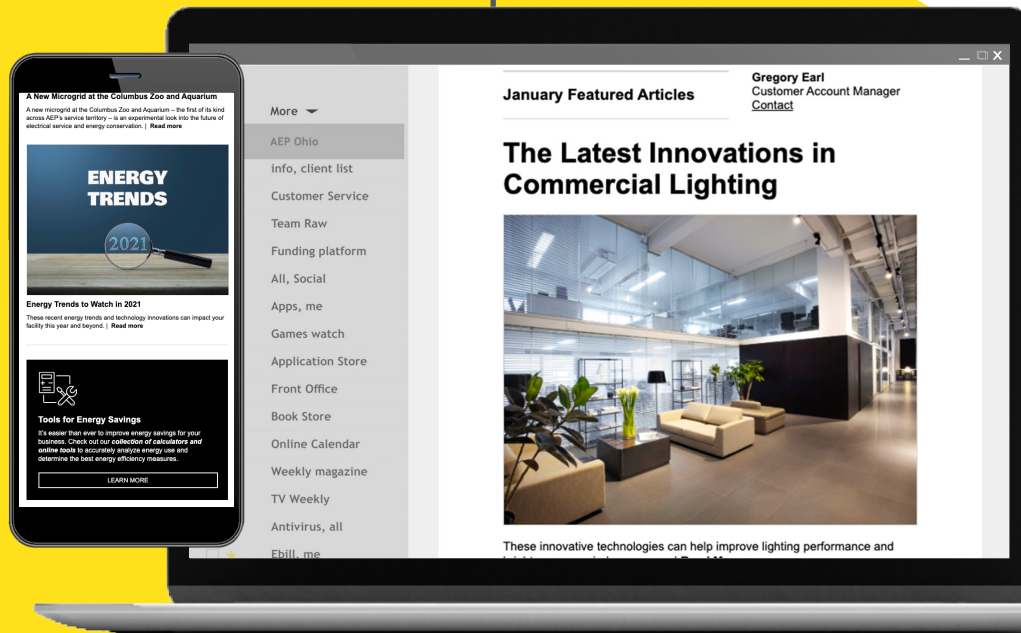 A New Microgrid at the Columbus Zoo and Aquarium
A new microgrid at the Columbus Zoo and Aquarium – the first of its kind
across AEP's service territory – is an experimental look into the future of
electrical service and energy conservation. | Read more
ENERGY
TRENDS
2021
Energy Trends to Watch in 2021
These recent energy trends and technology innovations can impact your
facility this year and beyond. | Read more
Tools for Energy Savings
It's easier than ever to improve energy savings for your
business. Check out our collection of calculators and
online tools to accurately analyze energy use and
determine the best energy efficiency measures.
LEARN MORE
More
AEP Ohio
info, client list
Customer Service
Team Raw
Funding platform
All, Social
Apps, me
Games watch
Application Store
Front Office
Book Store
Online Calendar
Weekly magazine
TV Weekly
Antivirus, all
Ebill, me
January Featured Articles
Gregory Earl
Customer Account Manager
Contact
The Latest Innovations in
Commercial Lighting
These innovative technologies can help improve lighting performance and